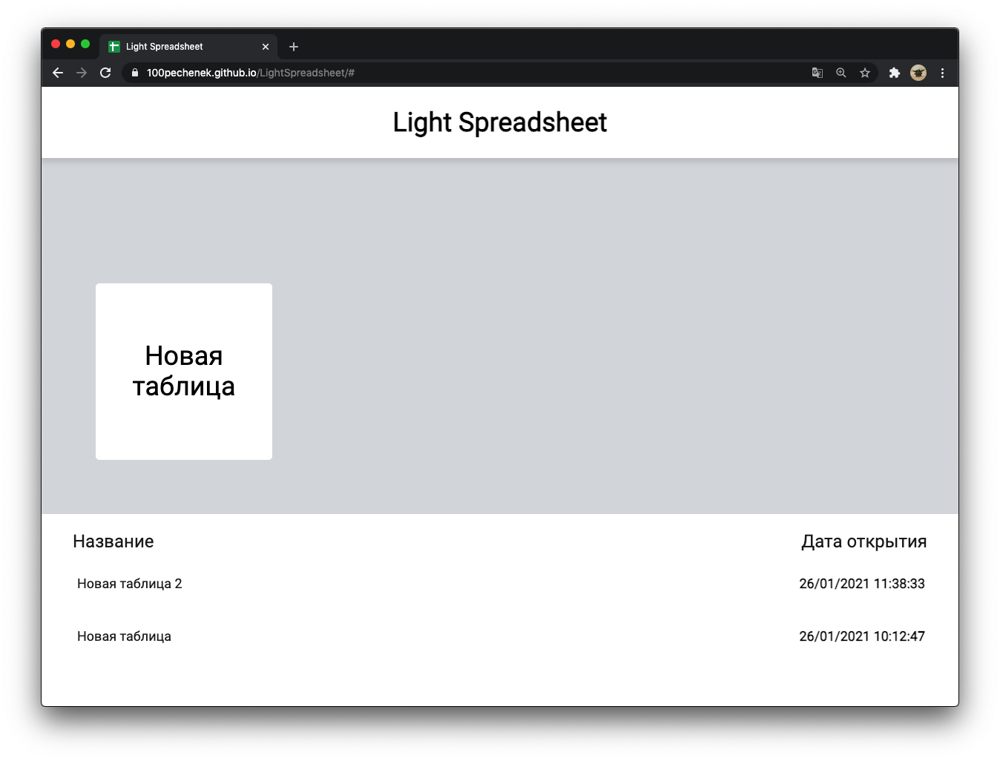 Light Spreadsheet
100pechenek.github.io/LightSpreadsheet/#
Light Spreadsheet
Новая
таблица
Название Дата открытия
Новая таблица 2 26/01/2021 11:38:33
Новая таблица 26/01/2021 10:12:47